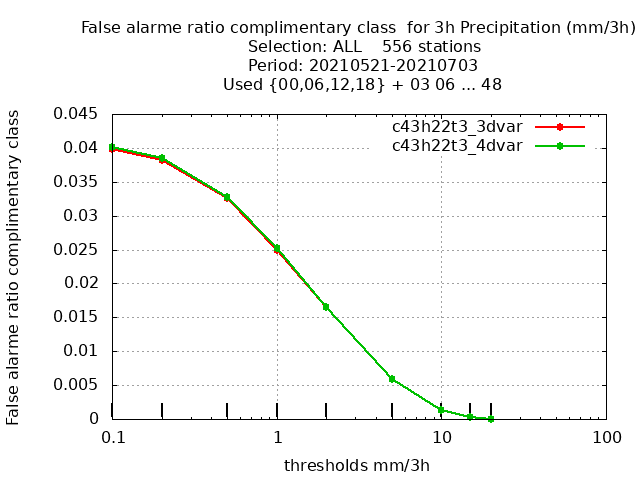 False alarme ratio complimentary class  for 3h Precipitation (mm/3h)
Selection: ALL    556 stations
Period: 20210521-20210703
Used {00,06,12,18} + 03 06 ... 48
False alarme ratio complimentary class
0.045
0.04
0.035
0.03
0.025
0.02
0.015
0.01
0.005
0
c43h22t3_3dvar
c43h22t3_4dvar
0.1
1
10
100
thresholds mm/3h